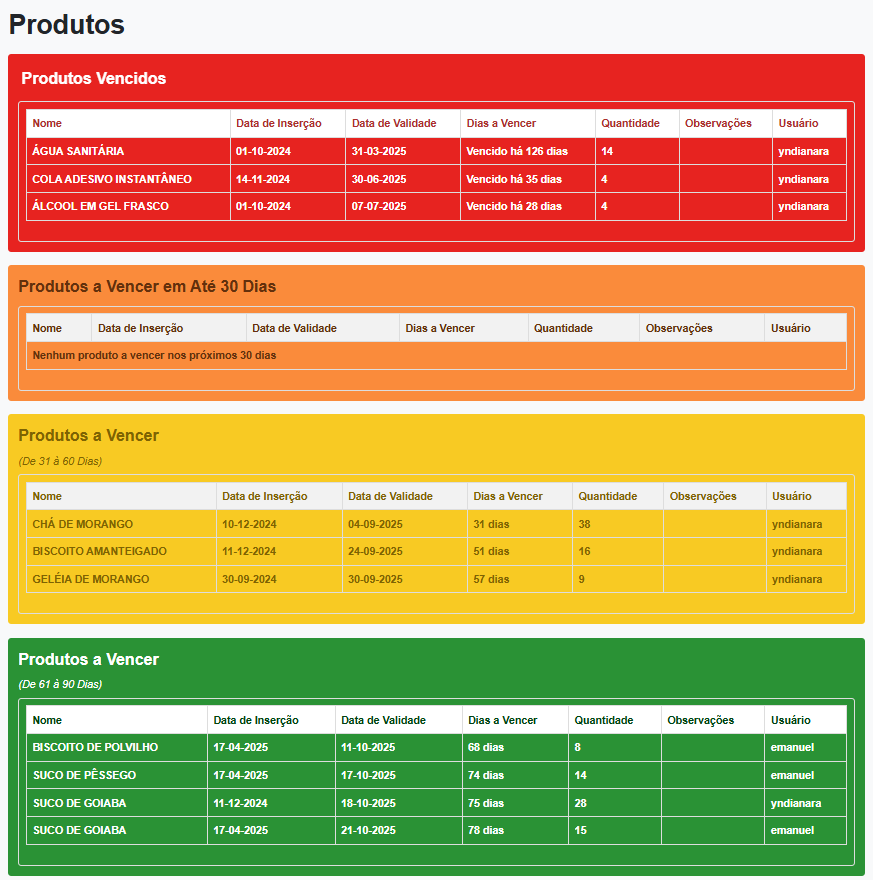 Produtos
Produtos Vencidos
Nome Data de Inserção Data de Validade Dias a Vencer Quantidade Observações Usuário
ÁGUA SANITÁRIA 01-10-2024 31-03-2025 Vencido há 126 dias 14 yndianara
COLA ADESIVO INSTANTÂNEO 14-11-2024 30-06-2025 Vencido há 35 dias 4 yndianara
ÁLCOOL EM GEL FRASCO 01-10-2024 07-07-2025 Vencido há 28 dias 4 yndianara
Produtos a Vencer em Até 30 Dias
Nome Data de Inserção Data de Validade Dias a Vencer Quantidade Observações Usuário
Nenhum produto a vencer nos próximos 30 dias
Produtos a Vencer
(De 31 à 60 Dias)
Nome Data de Inserção Data de Validade Dias a Vencer Quantidade Observações Usuário
CHÁ DE MORANGO 10-12-2024 04-09-2025 31 dias 38 yndianara
BISCOITO AMANTEIGADO 11-12-2024 24-09-2025 51 dias 16 yndianara
GELÉIA DE MORANGO 30-09-2024 30-09-2025 57 dias 9 yndianara
Produtos a Vencer
(De 61 à 90 Dias)
Nome Data de Inserção Data de Validade Dias a Vencer Quantidade Observações Usuário
BISCOITO DE POLVILHO 17-04-2025 11-10-2025 68 dias 8 emanuel
SUCO DE PÊSSEGO 17-04-2025 17-10-2025 74 dias 14 emanuel
SUCO DE GOIABA 11-12-2024 18-10-2025 75 dias 28 yndianara
SUCO DE GOIABA 17-04-2025 21-10-2025 78 dias 15 emanuel